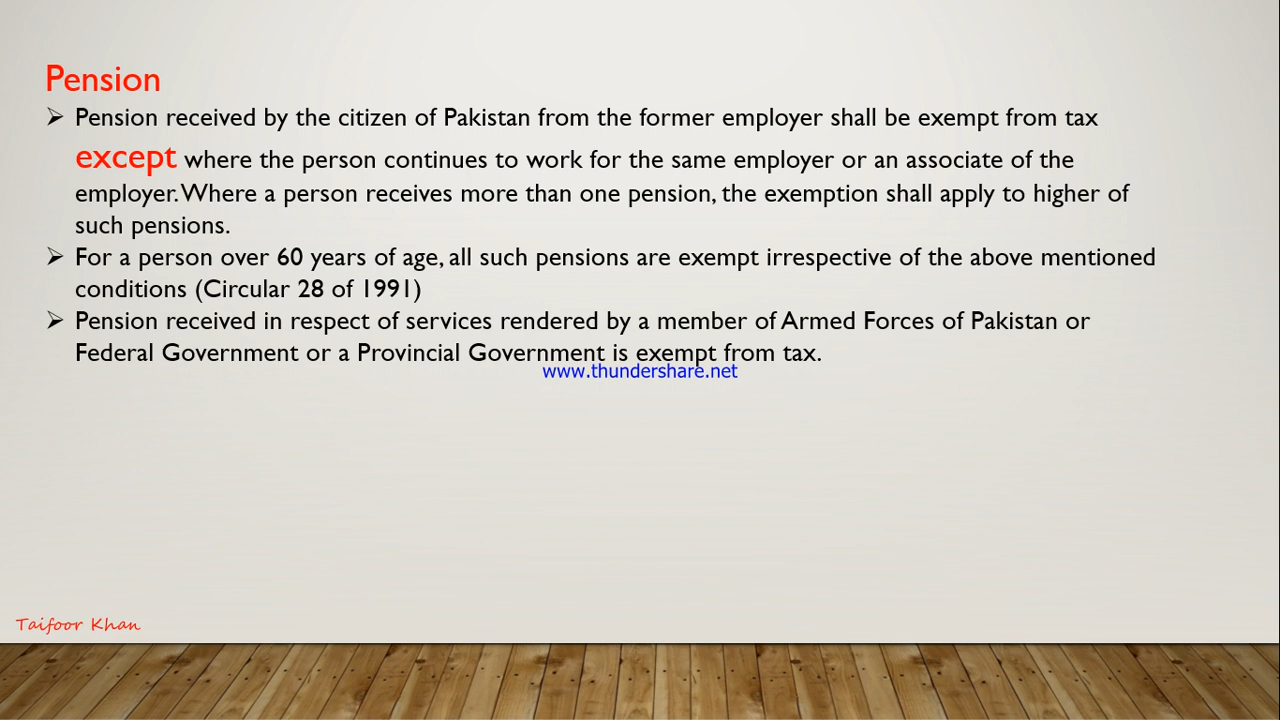 Pension
➢ Pension received by the citizen of Pakistan from the former employer shall be exempt from tax
except where the person continues to work for the same employer or an associate of the
employer. Where a person receives more than one pension, the exemption shall apply to higher of
such pensions.
➢ For a person over 60 years of age, all such pensions are exempt irrespective of the above mentioned
conditions (Circular 28 of 1991)
➢ Pension received in respect of services rendered by a member of Armed Forces of Pakistan or
Federal Government or a Provincial Government is exempt from tax.
www.thundershare.net
Taifoor Khan